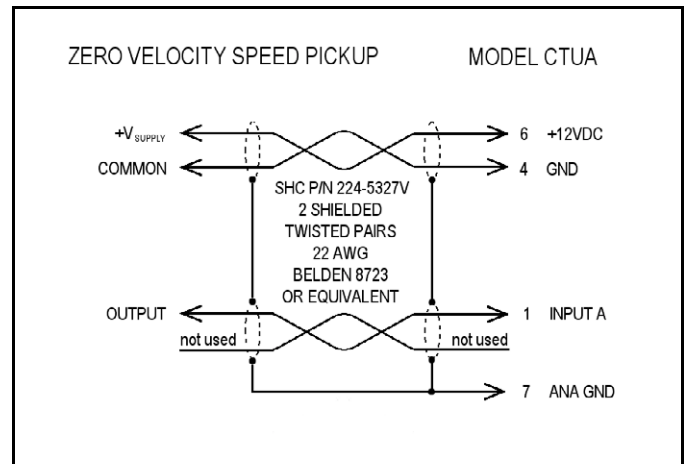 ZERO VELOCITY SPEED PICKUP MODEL CTUA
+VSUPPLY 6 +12VDC
COMMON 4 GND
SHC P/N 224-5327V
2 SHIELDED
TWISTED PAIRS
22 AWG
BELDEN 8723
OR EQUIVALENT
OUTPUT 1 INPUT A
not used not used
7 ANA GND